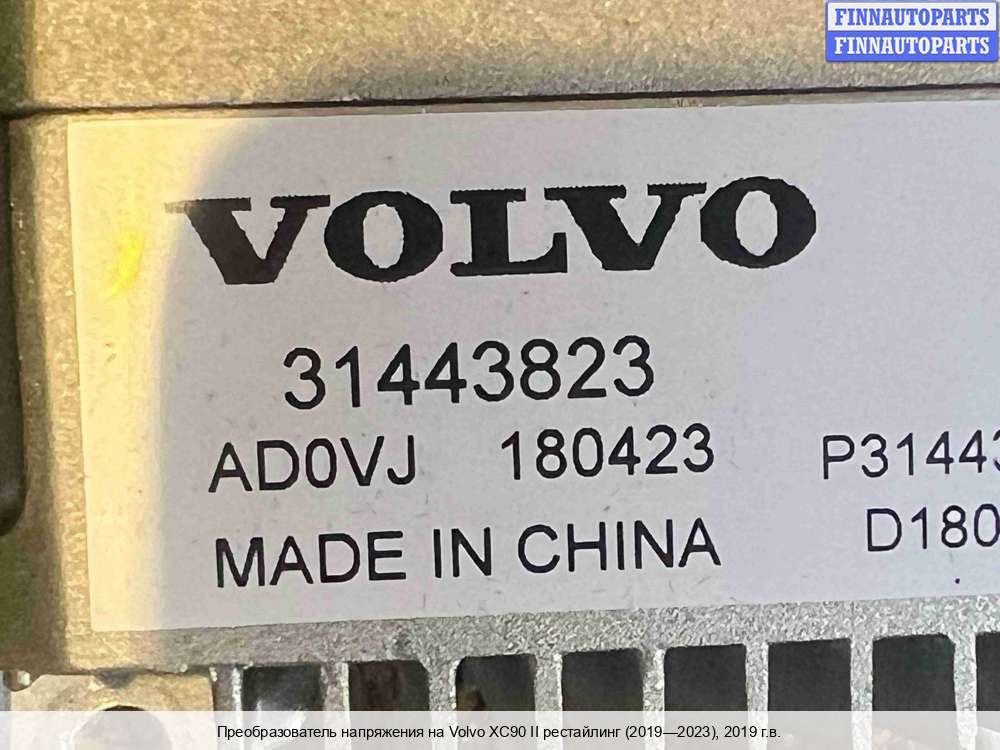 FINNAUTOPARTS
FINNAUTOPARTS
VOLVO
31443823
AD0VJ 180423 P31443
MADE IN CHINA D180
Преобразователь напряжения на Volvo XC90 II рестайлинг (2019—2023), 2019 г.в.